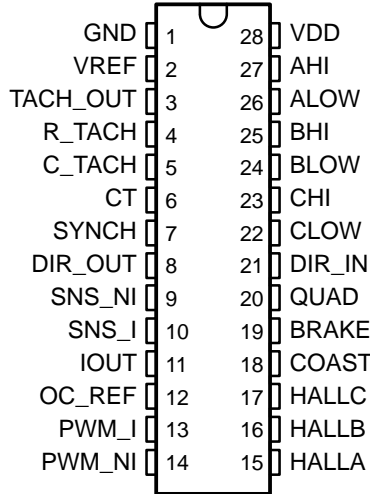 GND 1 28 VDD
VREF 2 27 AHI
TACH_OUT 3 26 ALOW
R_TACH 4 25 BHI
C_TACH 5 24 BLOW
CT 6 23 CHI
SYNCH 7 22 CLOW
DIR_OUT 8 21 DIR_IN
SNS_NI 9 20 QUAD
SNS_I 10 19 BRAKE
IOUT 11 18 COAST
OC_REF 12 17 HALLC
PWM_I 13 16 HALLB
PWM_NI 14 15 HALLA